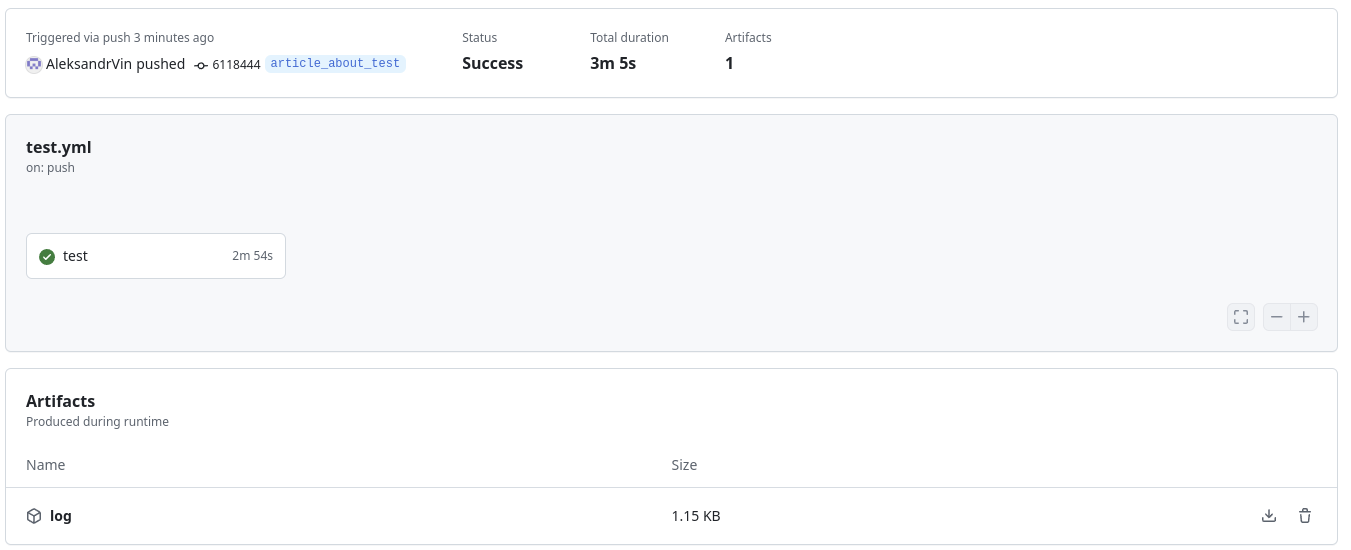 Triggered via push 3 minutes ago
AleksandrVin pushed 6118444 article_about_test
Status
Success
Total duration
3m 5s
Artifacts
1
test.yml
on: push
test 2m 54s
Artifacts
Produced during runtime
Name Size
log 1.15 KB